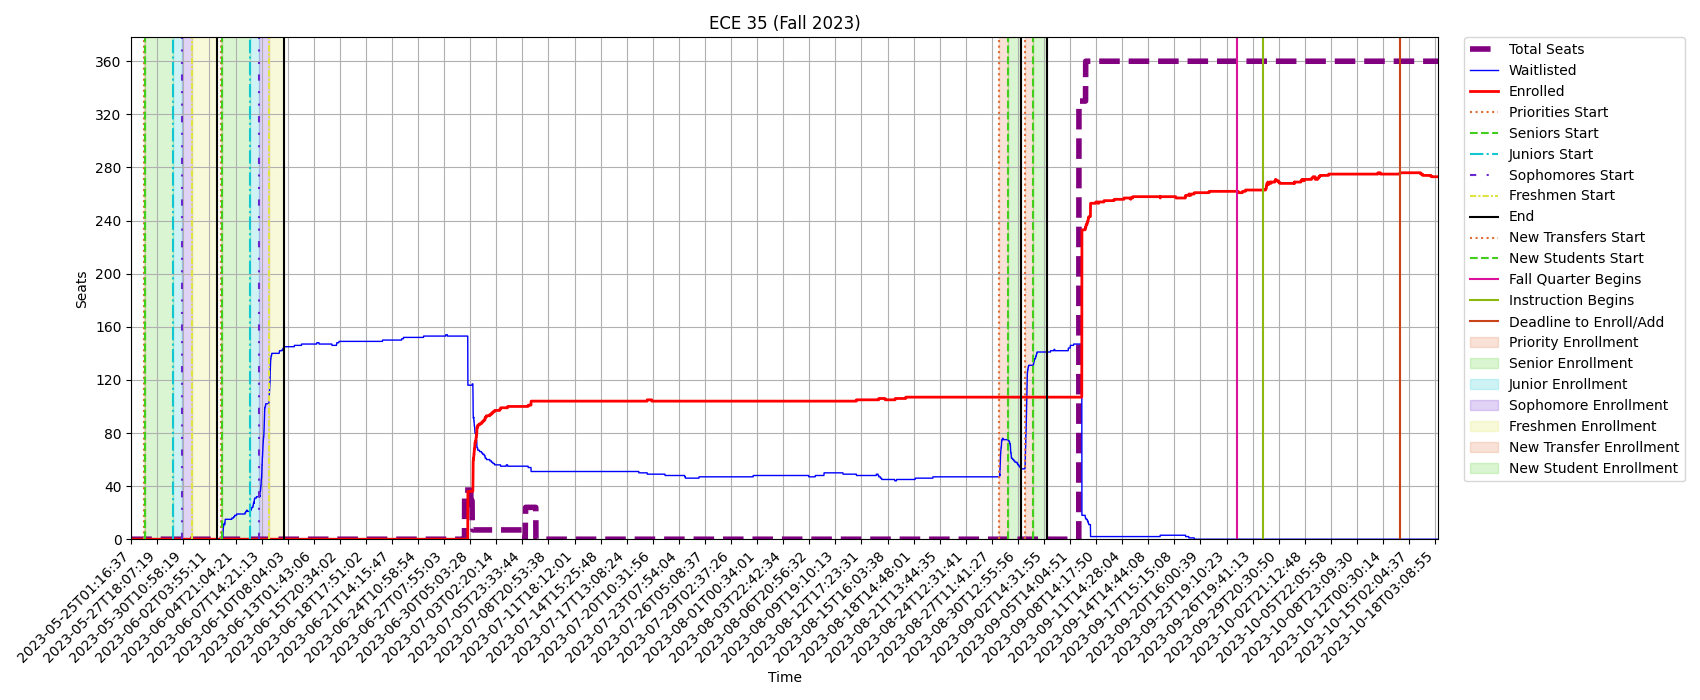 ECE 35 (Fall 2023)
Seats
360
320
280
240
200
160
120
80
40
0
2023-05-25T01:16:37
2023-05-27T18:07:19
2023-05-30T10:58:19
2023-06-02T03:55:11
2023-06-04T21:04:21
2023-06-07T14:21:13
2023-06-10T08:04:03
2023-06-13T01:43:06
2023-06-15T20:34:02
2023-06-18T17:51:02
2023-06-21T14:15:47
2023-06-24T10:58:54
2023-06-27T07:55:03
2023-06-30T05:03:28
2023-07-03T02:20:14
2023-07-05T23:33:44
2023-07-08T20:53:38
2023-07-11T18:12:01
2023-07-14T15:25:48
2023-07-17T13:08:24
2023-07-20T10:31:56
2023-07-23T07:54:04
2023-07-26T05:08:37
2023-07-29T02:37:26
2023-08-01T00:34:01
2023-08-03T22:42:34
2023-08-06T20:56:32
2023-08-09T19:10:13
2023-08-12T17:23:31
2023-08-15T16:03:38
2023-08-18T14:48:01
2023-08-21T13:44:35
2023-08-24T12:31:41
2023-08-27T11:41:27
2023-08-30T12:55:50
2023-09-02T14:31:55
2023-09-05T14:04:51
2023-09-08T14:17:50
2023-09-11T14:28:04
2023-09-14T14:44:08
2023-09-17T15:15:08
2023-09-20T16:00:39
2023-09-23T19:10:23
2023-09-26T19:41:13
2023-09-29T20:30:50
2023-10-02T21:12:48
2023-10-05T22:05:58
2023-10-08T23:09:30
2023-10-12T00:30:14
2023-10-15T02:04:37
2023-10-18T03:08:55
Time
Total Seats
Waitlisted
Enrolled
Priorities Start
Seniors Start
Juniors Start
Sophomores Start
Freshmen Start
End
New Transfers Start
New Students Start
Fall Quarter Begins
Instruction Begins
Deadline to Enroll/Add
Priority Enrollment
Senior Enrollment
Junior Enrollment
Sophomore Enrollment
Freshmen Enrollment
New Transfer Enrollment
New Student Enrollment